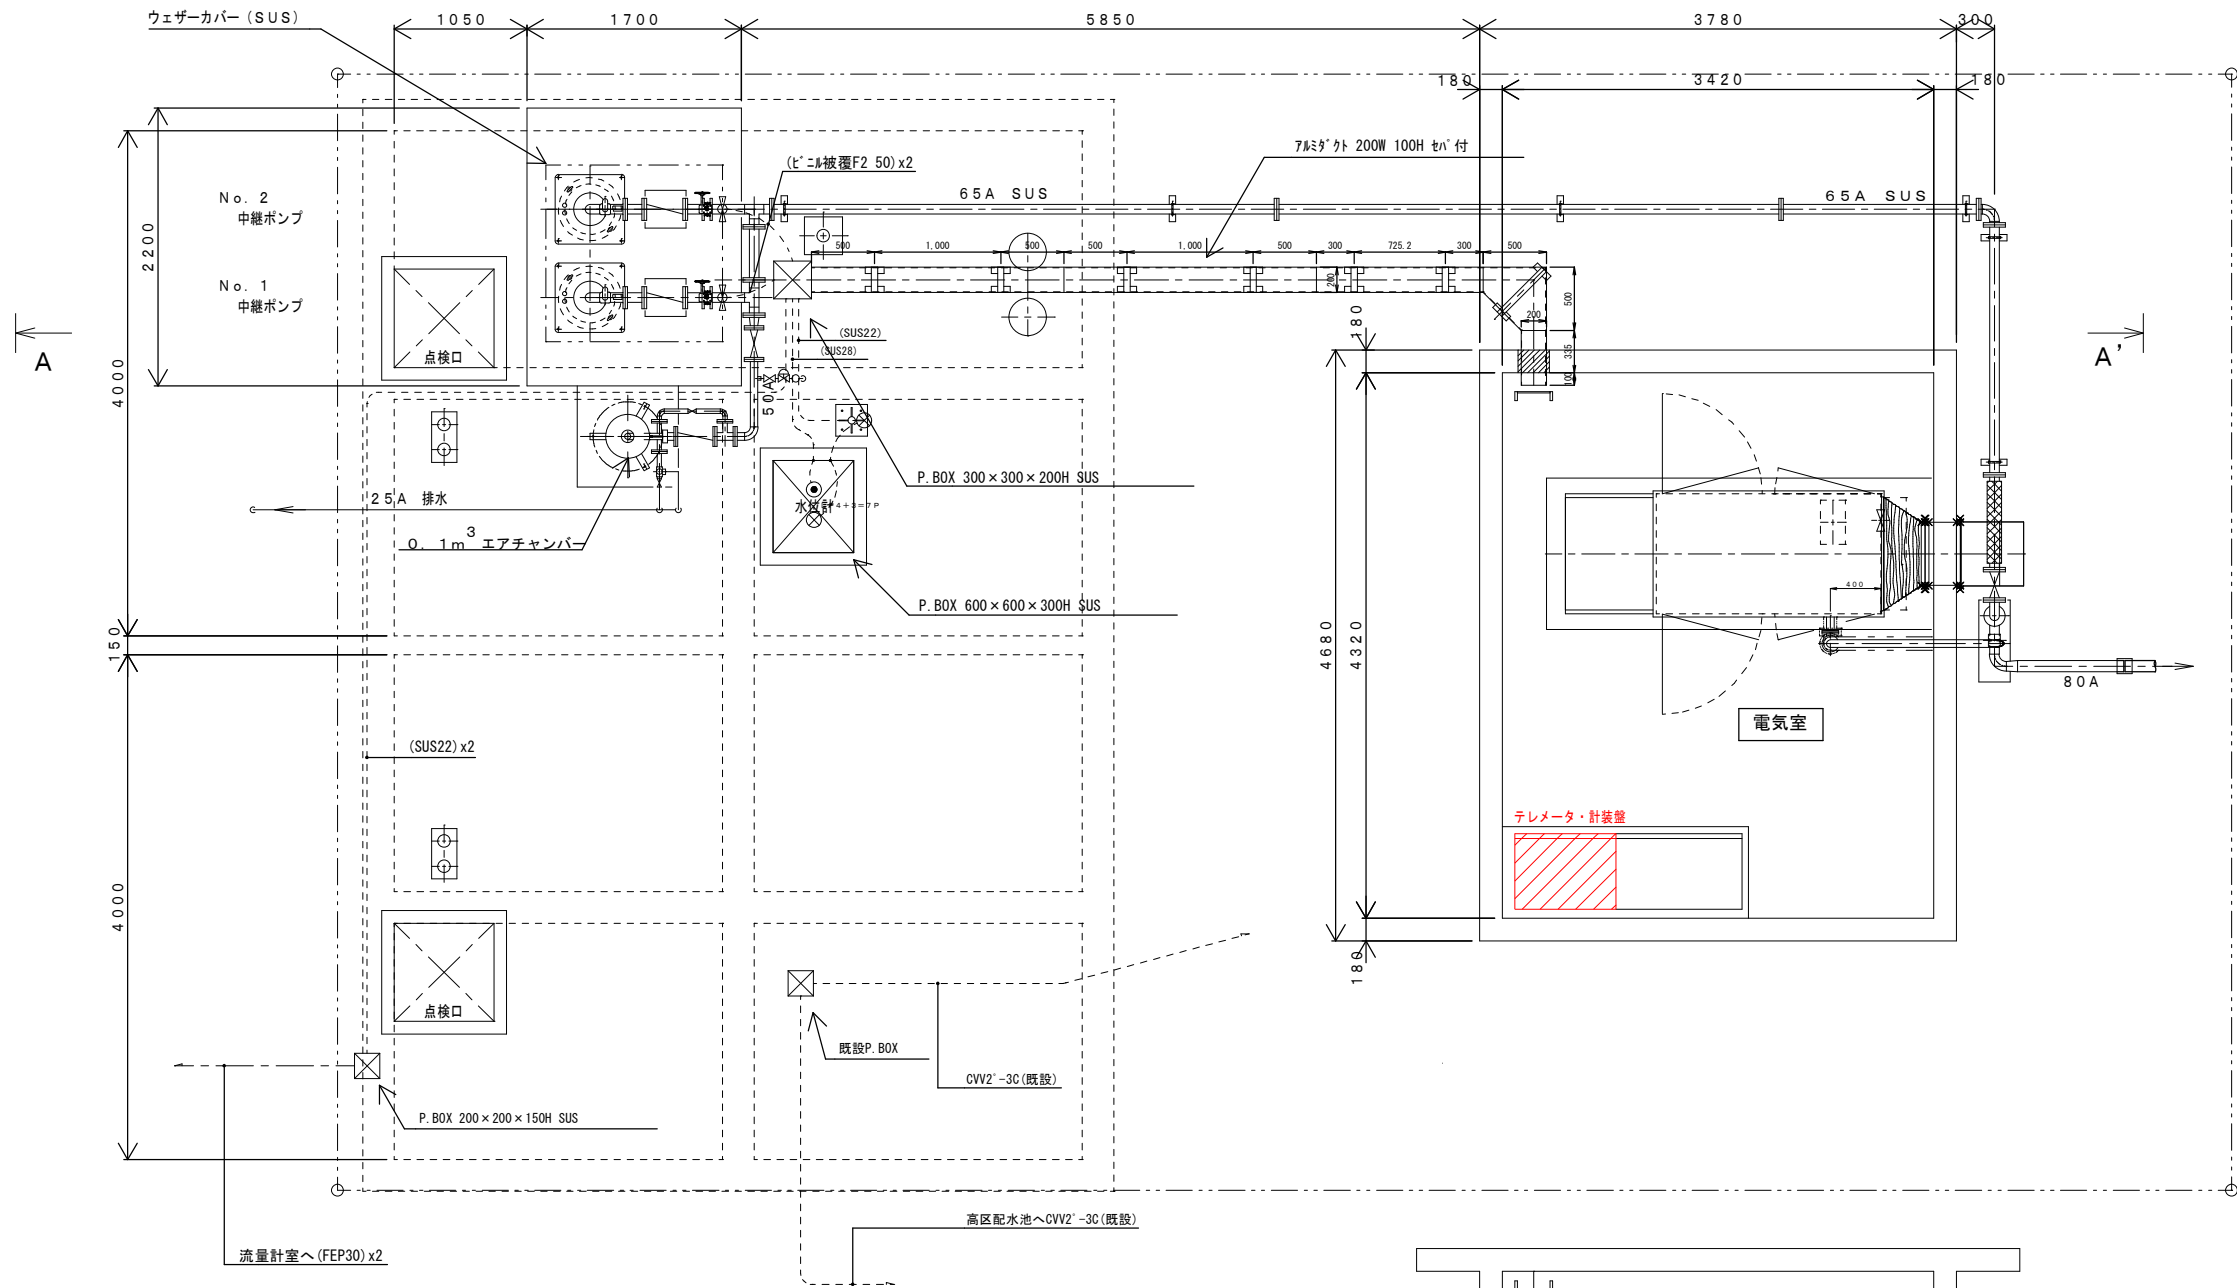 ウェザーカバー(SUS)
1050
1700
5850
3780
300
180
3420
180
アルミダクト 200W 100H セパ付
(ビニル被覆F2 50)x2
65A SUS
65A SUS
No. 2
中継ポンプ
2200
500
1,000
500
500
1,000
500
300
725.2
300
500
200
500
No. 1
中継ポンプ
180
200
(SUS22)
335
A
A’
点検口
(SUS28)
100
4000
50A
P.BOX 300×300×200H SUS
25A 排水
水位計
4+3=7P
0. 1m3 エアチャンバー
400
P.BOX 600×600×300H SUS
150
4680
4320
80A
電気室
(SUS22)x2
テレメータ・計装盤
4000
180
点検口
既設P.BOX
CVV2°-3C(既設)
P.BOX 200×200×150H SUS
高区配水池へCVV2°-3C(既設)
流量計室へ(FEP30)x2